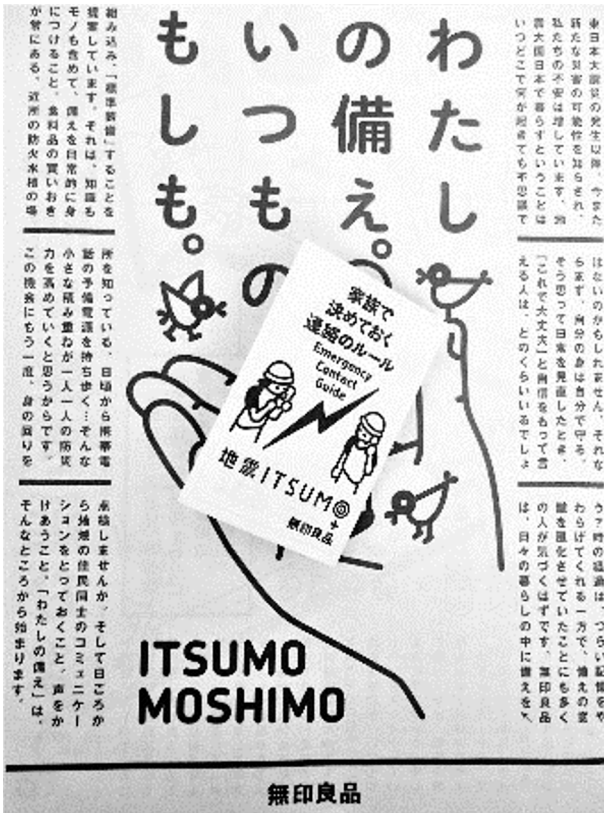 わたし
の備え。
いつもの
もしも。
東日本大震災の発生以降、今また
新たな災害の可能性を知らされ、
私たちの不安は増しています。地
震大国日本で暮らすということは
いつどこで何が起きても不思議で
はないのかもしれません。それな
らまず、自分の身は自分で守る。
そう思って日常を見直したとき、
「これで大丈夫」と自信をもって言
える人は、どのくらいいるでしょ
う？時の経過は、つらい記憶をや
わらげてくれる一方で、備えの意
識を風化させていたことにも多く
の人が気づくはずです。無印良品
は、日々の暮らしの中に備えを
組み込み、「標準装備」することを
提案しています。それは、知識も
モノも含めて、備えを日常的に身
につけること。食料品の買いおき
が常にある、近所の防火水槽の場
所を知っている、日頃から携帯電
話の予備電源を持ち歩く…そんな
小さな積み重ねが一人一人の防災
力を高めていくと思うからです。
この機会にもう一度、身の回りを
点検しませんか。そして日ごろか
ら地域の住民同士のコミュニケー
ションをとっておくこと、声をか
けあうこと。「わたしの備え」は、
そんなところから始まります。
家族で
決めておく
連絡のルール
Emergency
Contact
Guide
地震ITSUMO
+
無印良品
ITSUMO
MOSHIMO
無印良品